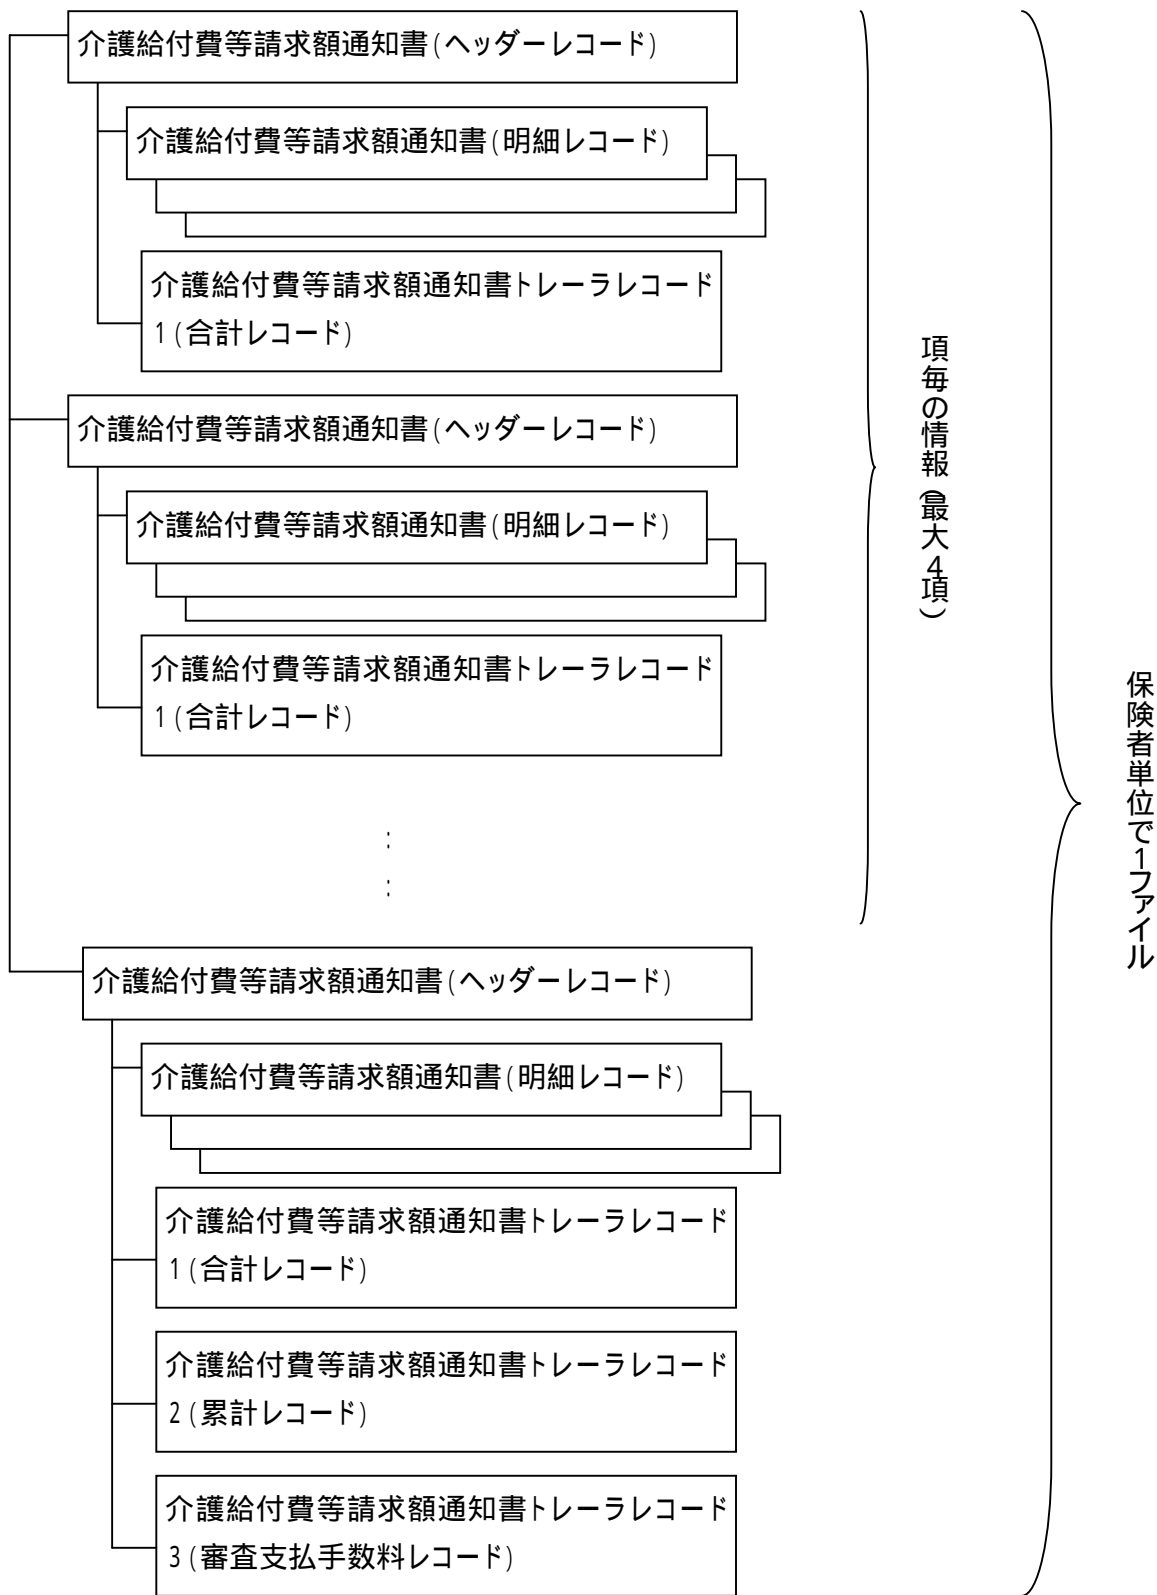 介護給付費等請求額通知書(ヘッダーレコード)
介護給付費等請求額通知書(明細レコード)
介護給付費等請求額通知書トレーラレコード
1(合計レコード)
介護給付費等請求額通知書(ヘッダーレコード)
介護給付費等請求額通知書(明細レコード)
介護給付費等請求額通知書トレーラレコード
1(合計レコード)
:
:
介護給付費等請求額通知書(ヘッダーレコード)
介護給付費等請求額通知書(明細レコード)
介護給付費等請求額通知書トレーラレコード
1(合計レコード)
介護給付費等請求額通知書トレーラレコード
2(累計レコード)
介護給付費等請求額通知書トレーラレコード
3(審査支払手数料レコード)
項毎の情報(最大4項)
保険者単位で1ファイル